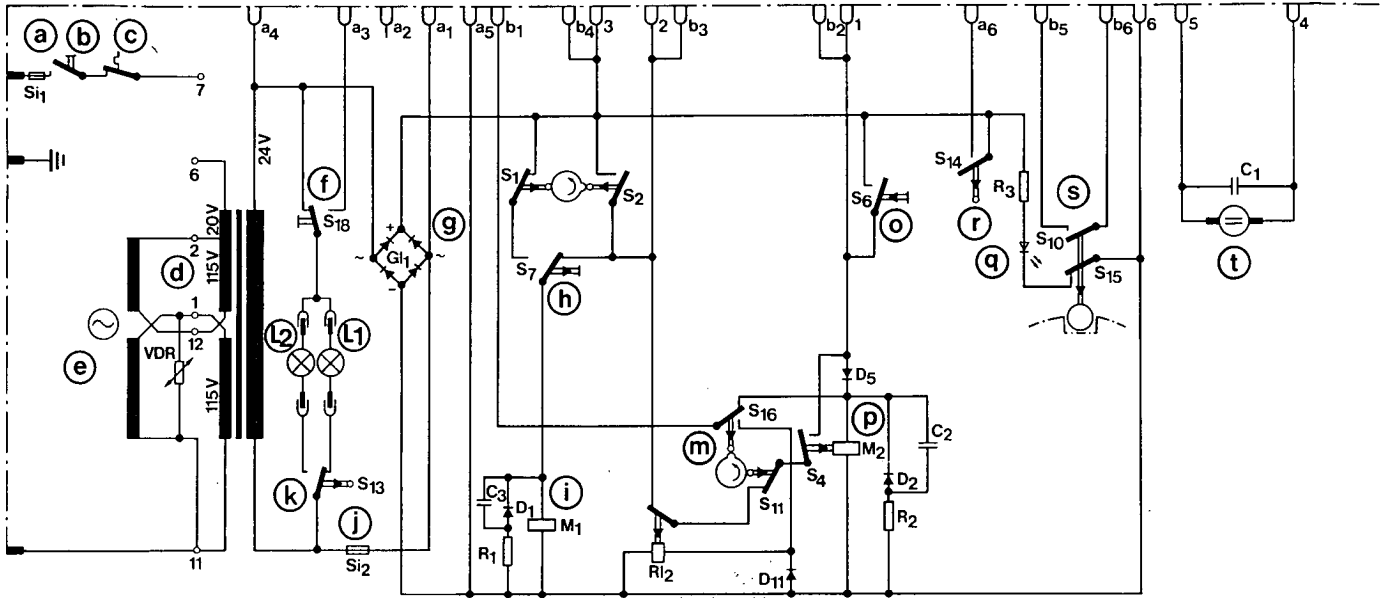 a4 a3 a2 a1 a5 b1 b4 3 2 b3 b2 1 a6 b5 b6 6 5 4
a b c
Si1
7
24V
6
20V
2
115V
d
1
12
VDR
e
115V
11
f
S18
L2 L1
k
S13
j
Si2
+
g
~ Gl1 ~
-
S1 S2
S7
h
C3 D1 i
M1
R1
S16
m
S11
S4
Rl2
D11
D5
p
M2
D2
C2
R2
S6
o
S14
r
R3
q
s
S10
S15
C1
t